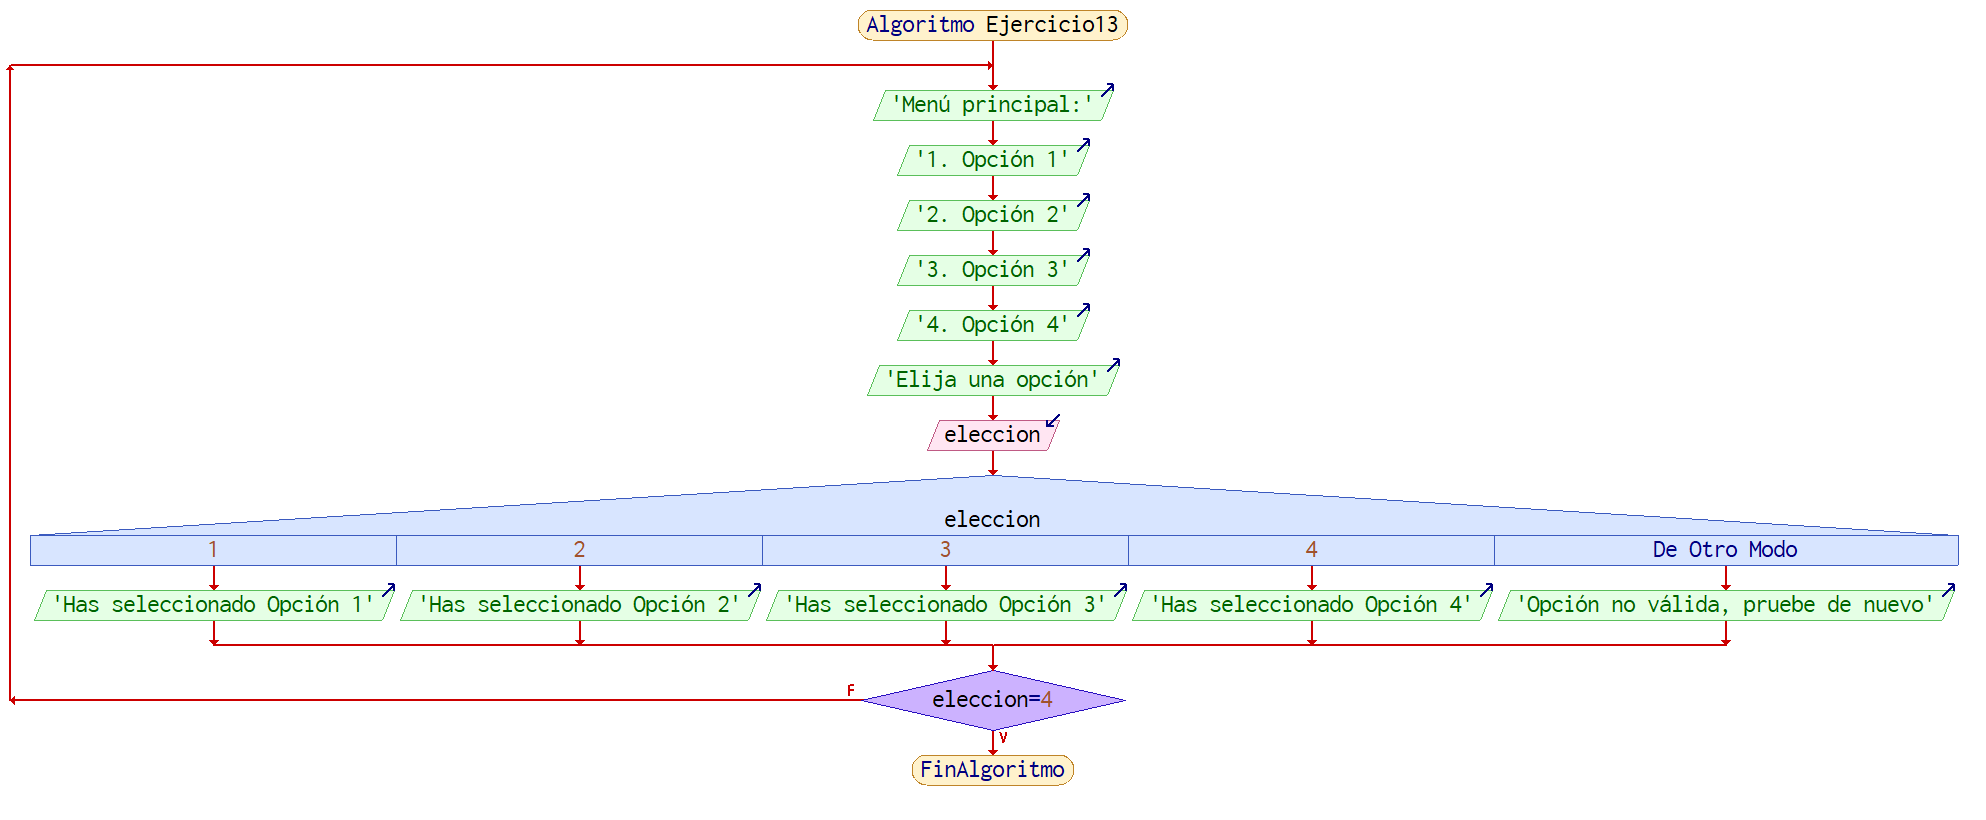 Algoritmo Ejercicio13
'Menú principal:'
'1. Opción 1'
'2. Opción 2'
'3. Opción 3'
'4. Opción 4'
'Elija una opción'
eleccion
eleccion
1 2 3 4 De Otro Modo
'Has seleccionado Opción 1' 'Has seleccionado Opción 2' 'Has seleccionado Opción 3' 'Has seleccionado Opción 4' 'Opción no válida, pruebe de nuevo'
F
eleccion=4
V
FinAlgoritmo